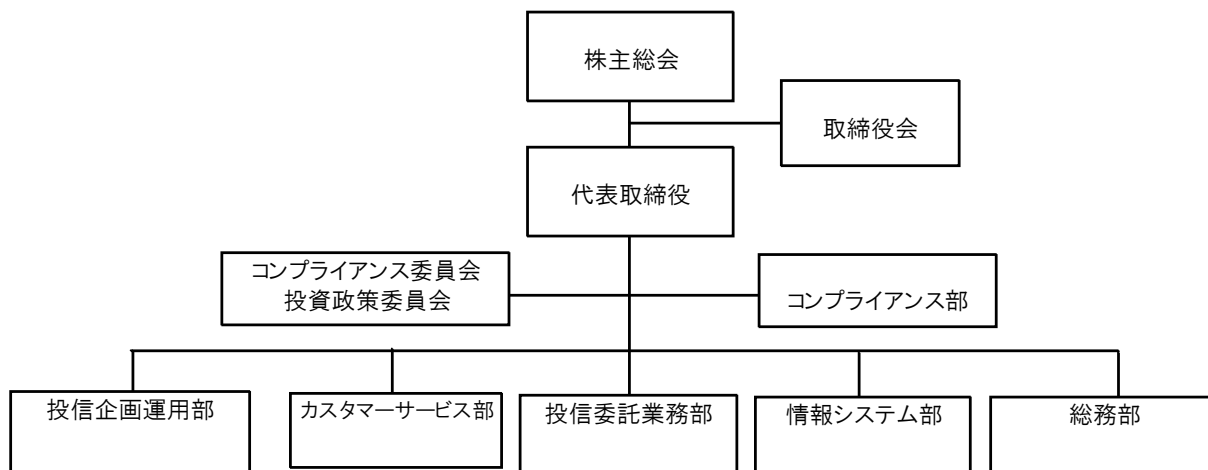 株主総会
取締役会
代表取締役
コンプライアンス委員会
投資政策委員会
コンプライアンス部
投信企画運用部
カスタマーサービス部
投信委託業務部
情報システム部
総務部